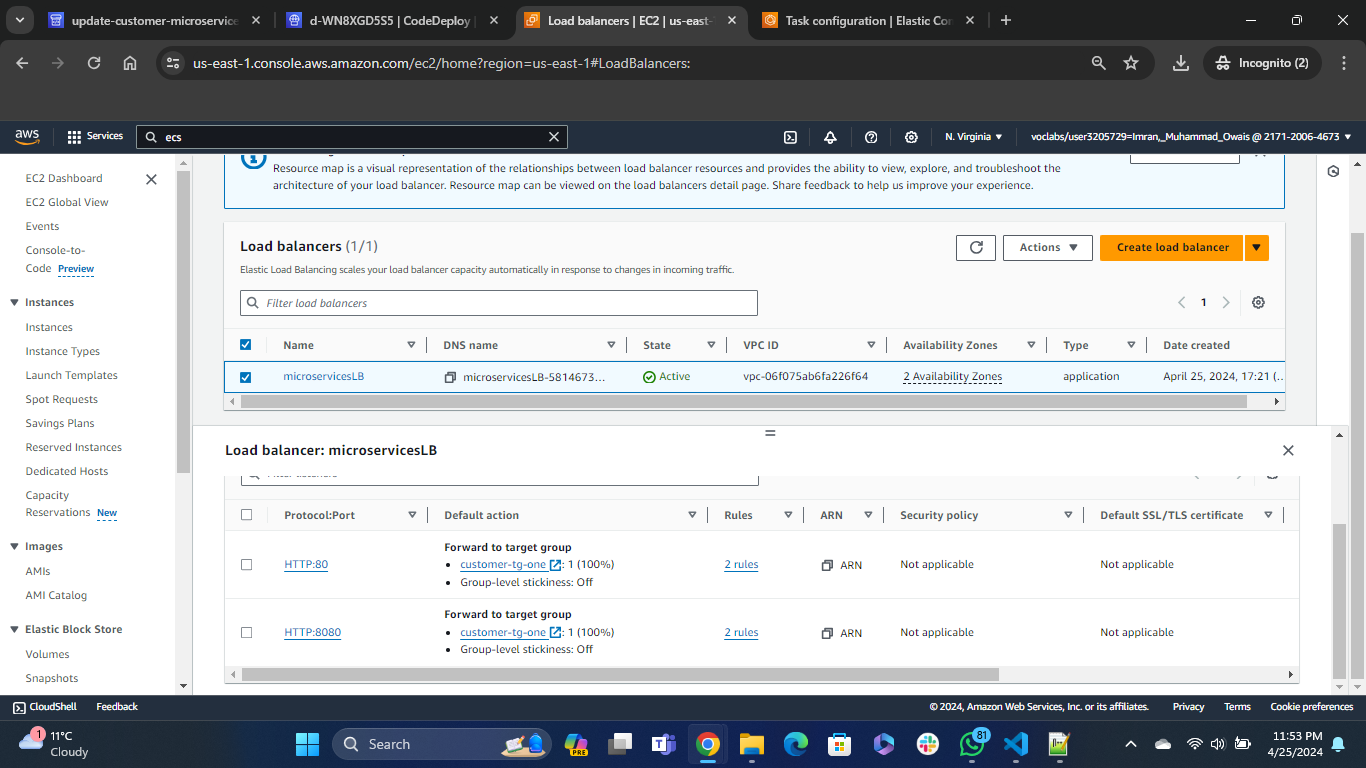 update-customer-microservice
d-WN8XGD5S5 | CodeDeploy
Load balancers | EC2 | us-east-
Task configuration | Elastic Con
us-east-1.console.aws.amazon.com/ec2/home?region=us-east-1#LoadBalancers:
Incognito (2)
aws
Services
ecs
N. Virginia
voclabs/user3205729=Imran,_Muhammad_Owais @ 2171-2006-4673
EC2 Dashboard
EC2 Global View
Events
Console-to-
Code Preview
Instances
Instances
Instance Types
Launch Templates
Spot Requests
Savings Plans
Reserved Instances
Dedicated Hosts
Capacity
Reservations New
Images
AMIs
AMI Catalog
Elastic Block Store
Volumes
Snapshots
Resource map is a visual representation of the relationships between load balancer resources and provides the ability to view, explore, and troubleshoot the
architecture of your load balancer. Resource map can be viewed on the load balancers detail page. Share feedback to help us improve your experience.
Load balancers (1/1)
Actions
Create load balancer
Elastic Load Balancing scales your load balancer capacity automatically in response to changes in incoming traffic.
Filter load balancers
1
Name DNS name State VPC ID Availability Zones Type Date created
microservicesLB microservicesLB-5814673... Active vpc-06f075ab6fa226f64 2 Availability Zones application April 25, 2024, 17:21 (...
Load balancer: microservicesLB
Protocol:Port Default action Rules ARN Security policy Default SSL/TLS certificate
Forward to target group
HTTP:80 • customer-tg-one : 1 (100%) 2 rules ARN Not applicable Not applicable
• Group-level stickiness: Off
Forward to target group
HTTP:8080 • customer-tg-one : 1 (100%) 2 rules ARN Not applicable Not applicable
• Group-level stickiness: Off
CloudShell
Feedback
© 2024, Amazon Web Services, Inc. or its affiliates.
Privacy
Terms
Cookie preferences
1
11°C
Cloudy
Search
PRE
81
11:53 PM
4/25/2024